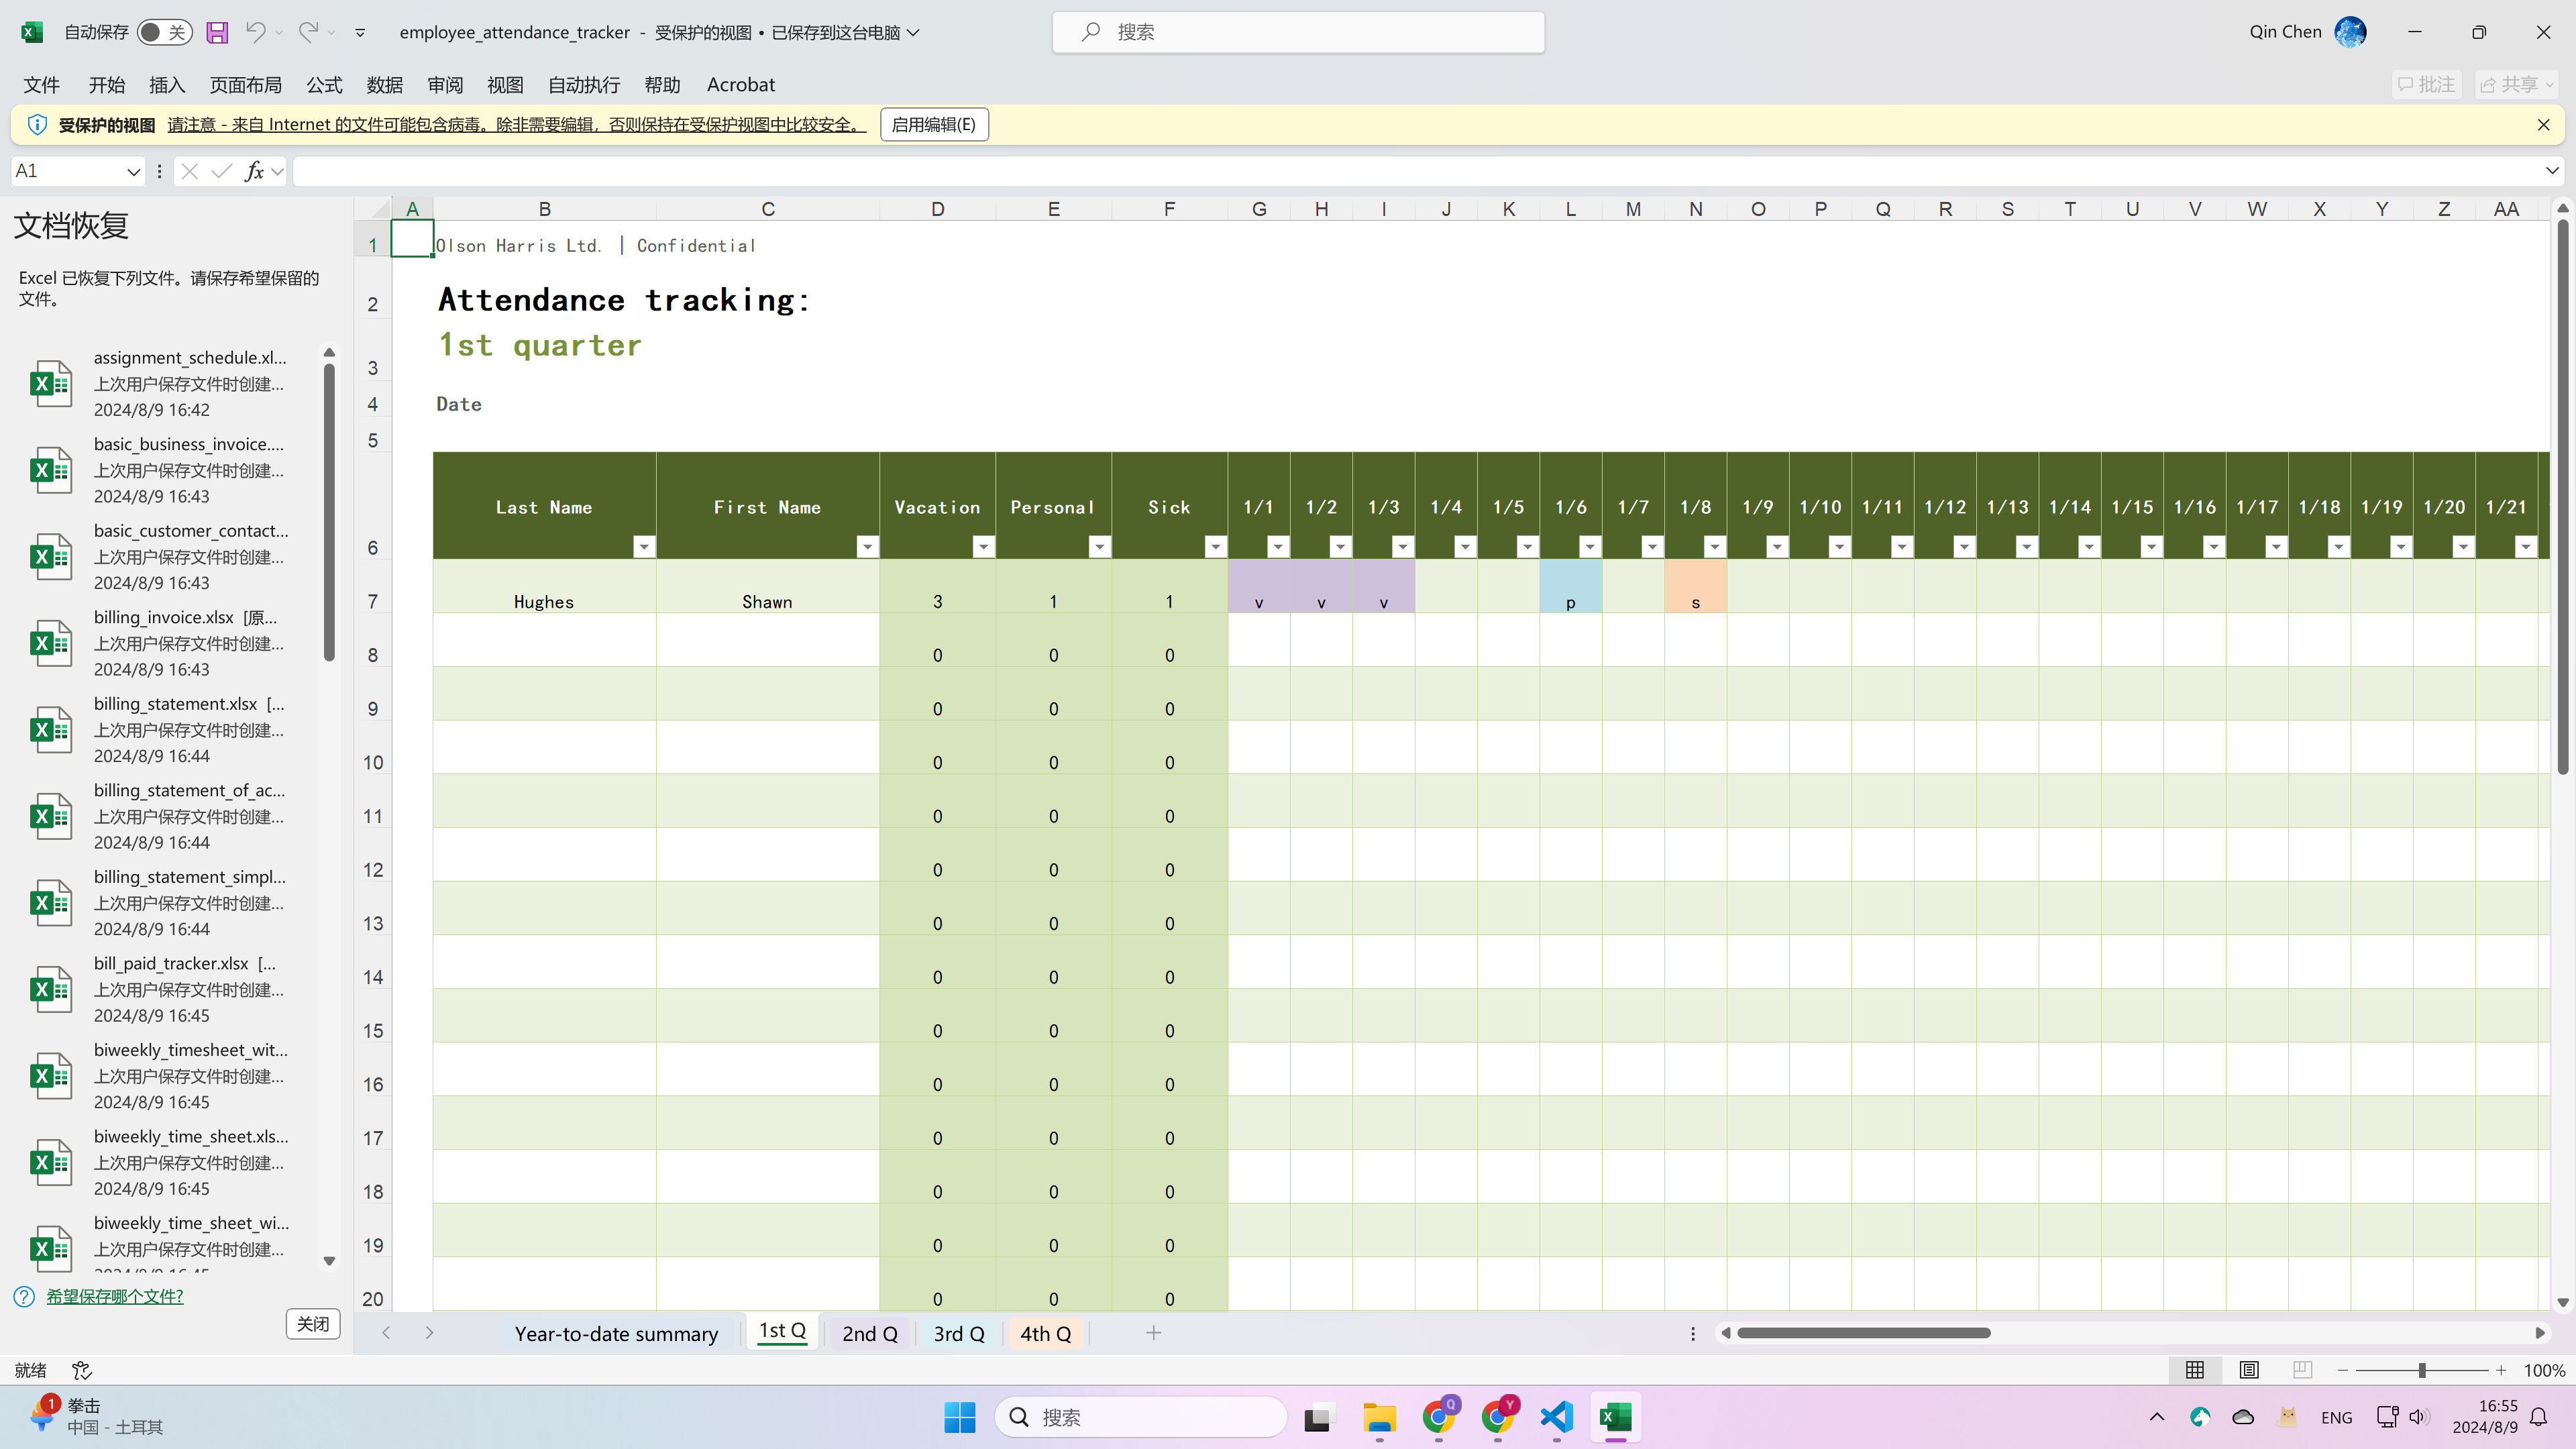 自动保存 关 employee_attendance_tracker - 受保护的视图 • 已保存到这台电脑 搜索 Qin Chen
文件 开始 插入 页面布局 公式 数据 审阅 视图 自动执行 帮助 Acrobat 批注 共享
受保护的视图 请注意 - 来自 Internet 的文件可能包含病毒。除非需要编辑，否则保持在受保护视图中比较安全。 启用编辑(E)
A1 fx
文档恢复
Excel 已恢复下列文件。请保存希望保留的
文件。
assignment_schedule.xl...
上次用户保存文件时创建...
2024/8/9 16:42
basic_business_invoice....
上次用户保存文件时创建...
2024/8/9 16:43
basic_customer_contact...
上次用户保存文件时创建...
2024/8/9 16:43
billing_invoice.xlsx [原...
上次用户保存文件时创建...
2024/8/9 16:43
billing_statement.xlsx [...
上次用户保存文件时创建...
2024/8/9 16:44
billing_statement_of_ac...
上次用户保存文件时创建...
2024/8/9 16:44
billing_statement_simpl...
上次用户保存文件时创建...
2024/8/9 16:44
bill_paid_tracker.xlsx [...
上次用户保存文件时创建...
2024/8/9 16:45
biweekly_timesheet_wit...
上次用户保存文件时创建...
2024/8/9 16:45
biweekly_time_sheet.xls...
上次用户保存文件时创建...
2024/8/9 16:45
biweekly_time_sheet_wi...
上次用户保存文件时创建...
希望保存哪个文件?
关闭
A B C D E F G H I J K L M N O P Q R S T U V W X Y Z AA
1 Olson Harris Ltd. | Confidential
2 Attendance tracking:
3 1st quarter
4 Date
5
6 Last Name First Name Vacation Personal Sick 1/1 1/2 1/3 1/4 1/5 1/6 1/7 1/8 1/9 1/10 1/11 1/12 1/13 1/14 1/15 1/16 1/17 1/18 1/19 1/20 1/21
7 Hughes Shawn 3 1 1 v v v p s
8 0 0 0
9 0 0 0
10 0 0 0
11 0 0 0
12 0 0 0
13 0 0 0
14 0 0 0
15 0 0 0
16 0 0 0
17 0 0 0
18 0 0 0
19 0 0 0
20 0 0 0
Year-to-date summary 1st Q 2nd Q 3rd Q 4th Q
就绪 100%
1 拳击
中国 - 土耳其
搜索 Q Y ENG 16:55
2024/8/9